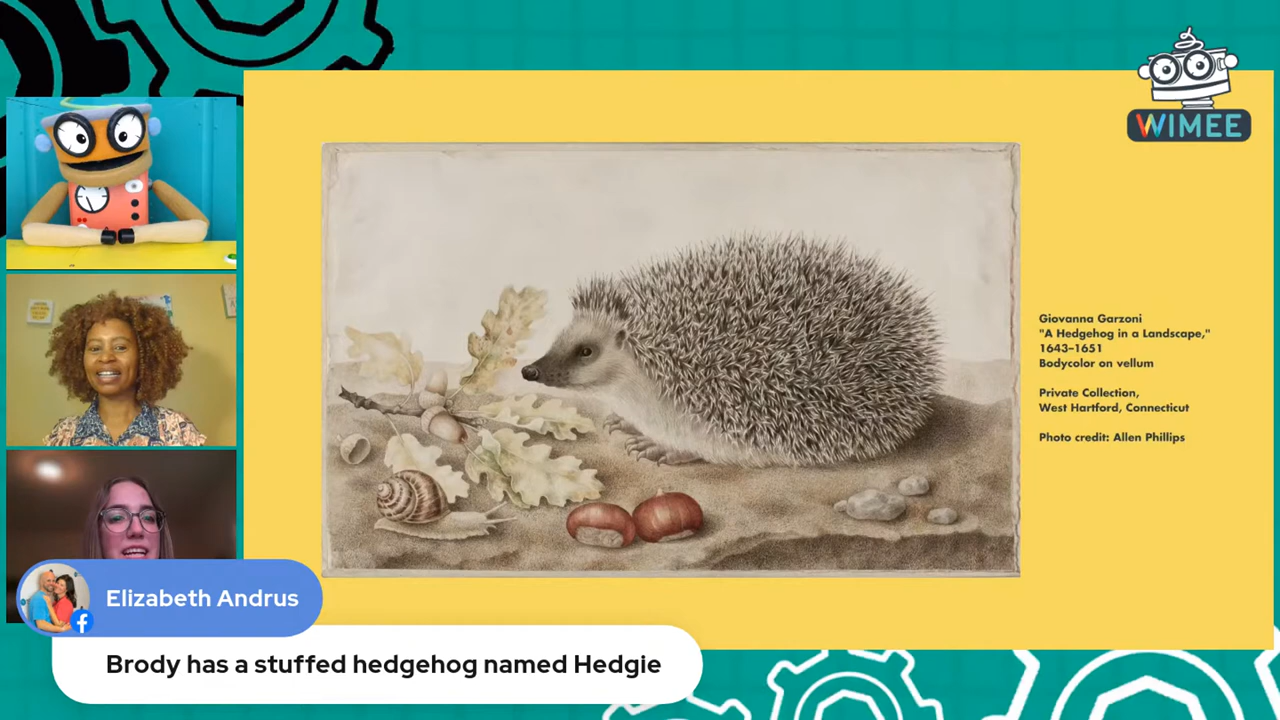 WIMEE
Giovanna Garzoni
"A Hedgehog in a Landscape,"
1643–1651
Bodycolor on vellum
Private Collection,
West Hartford, Connecticut
Photo credit: Allen Phillips
Elizabeth Andrus
Brody has a stuffed hedgehog named Hedgie